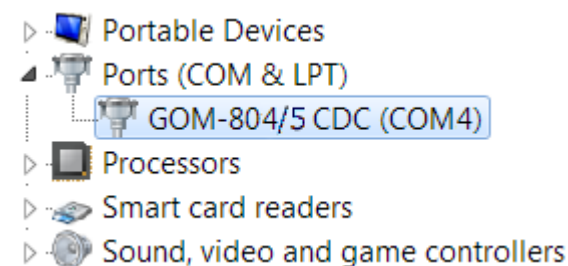 Portable Devices
Ports (COM & LPT)
GOM-804/5 CDC (COM4)
Processors
Smart card readers
Sound, video and game controllers